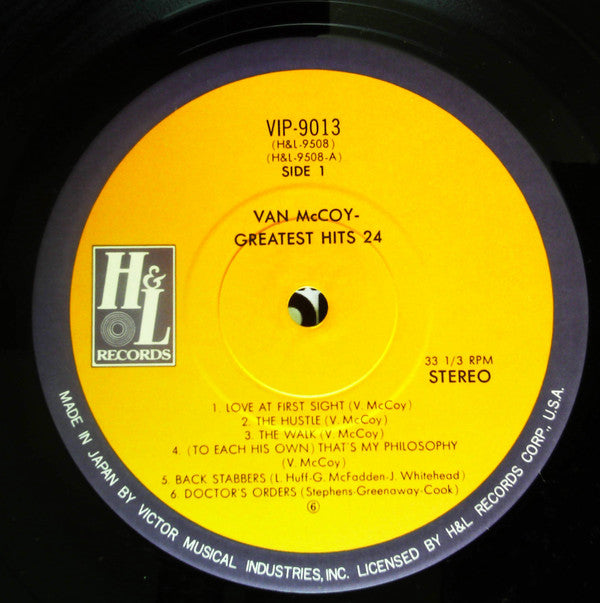 VIP-9013
(H&L-9508)
(H&L-9508-A)
SIDE 1
VAN McCOY-
GREATEST HITS 24
H&L
RECORDS
33 1/3 RPM
STEREO
1. LOVE AT FIRST SIGHT (V. McCoy)
2. THE HUSTLE (V. McCoy)
3. THE WALK (V. McCoy)
4. (TO EACH HIS OWN) THAT'S MY PHILOSOPHY
(V. McCoy)
5. BACK STABBERS (L. Huff-G. McFadden-J. Whitehead)
6. DOCTOR'S ORDERS (Stephens-Greenaway-Cook)
⑥
MADE IN JAPAN BY VICTOR MUSICAL INDUSTRIES, INC. LICENSED BY H&L RECORDS CORP., U.S.A.